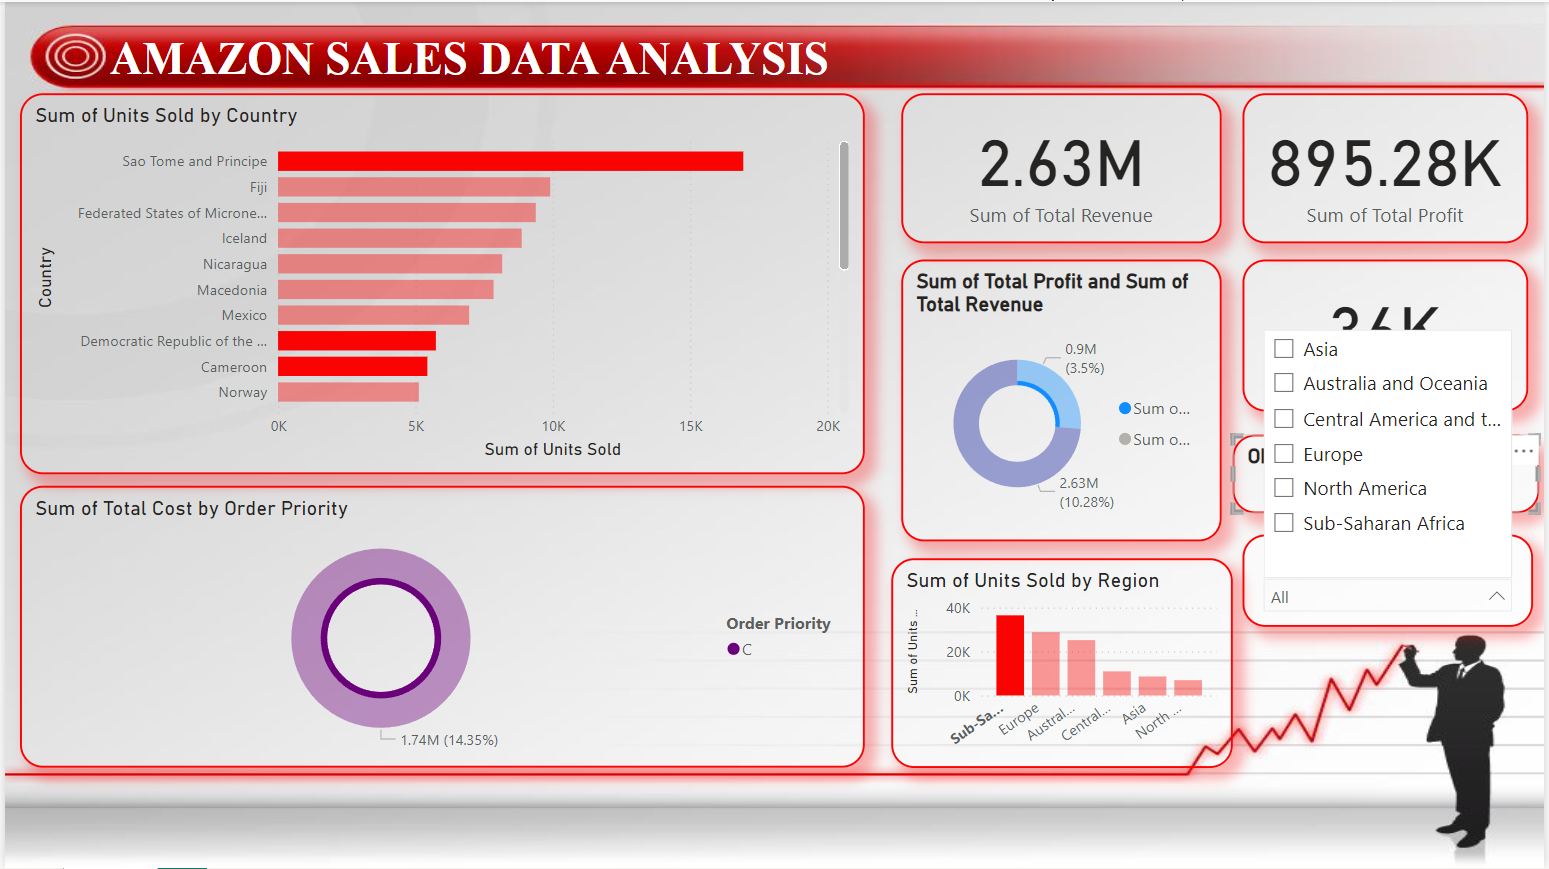 AMAZON SALES DATA ANALYSIS
Sum of Units Sold by Country
Country
Sao Tome and Principe
Fiji
Federated States of Microne...
Iceland
Nicaragua
Macedonia
Mexico
Democratic Republic of the ...
Cameroon
Norway
0K 5K 10K 15K 20K
Sum of Units Sold
2.63M
Sum of Total Revenue
895.28K
Sum of Total Profit
Sum of Total Profit and Sum of
Total Revenue
0.9M
(3.5%)
Sum o...
Sum o...
2.63M
(10.28%)
36K
Asia
Australia and Oceania
Central America and t...
Europe
North America
Sub-Saharan Africa
All
Sum of Total Cost by Order Priority
Order Priority
C
1.74M (14.35%)
Sum of Units Sold by Region
Sum of Units ...
40K
20K
0K
Sub-Sa...
Europe
Austral...
Central...
Asia
North ...